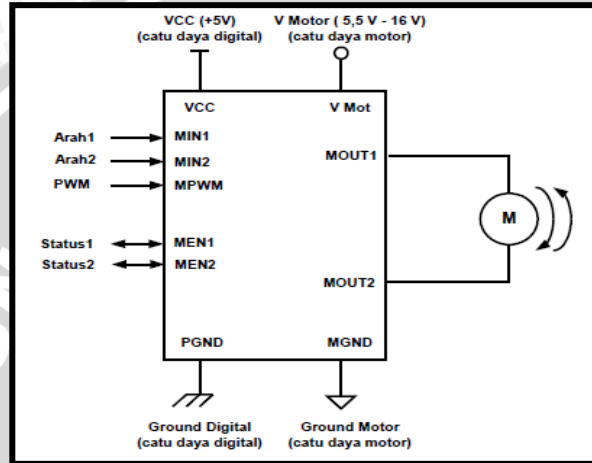 VCC (+5V)
(catu daya digital)
V Motor ( 5,5 V - 16 V)
(catu daya motor)
VCC
V Mot
Arah1
MIN1
Arah2
MIN2
PWM
MPWM
MOUT1
M
Status1
MEN1
Status2
MEN2
MOUT2
PGND
MGND
Ground Digital
(catu daya digital)
Ground Motor
(catu daya motor)